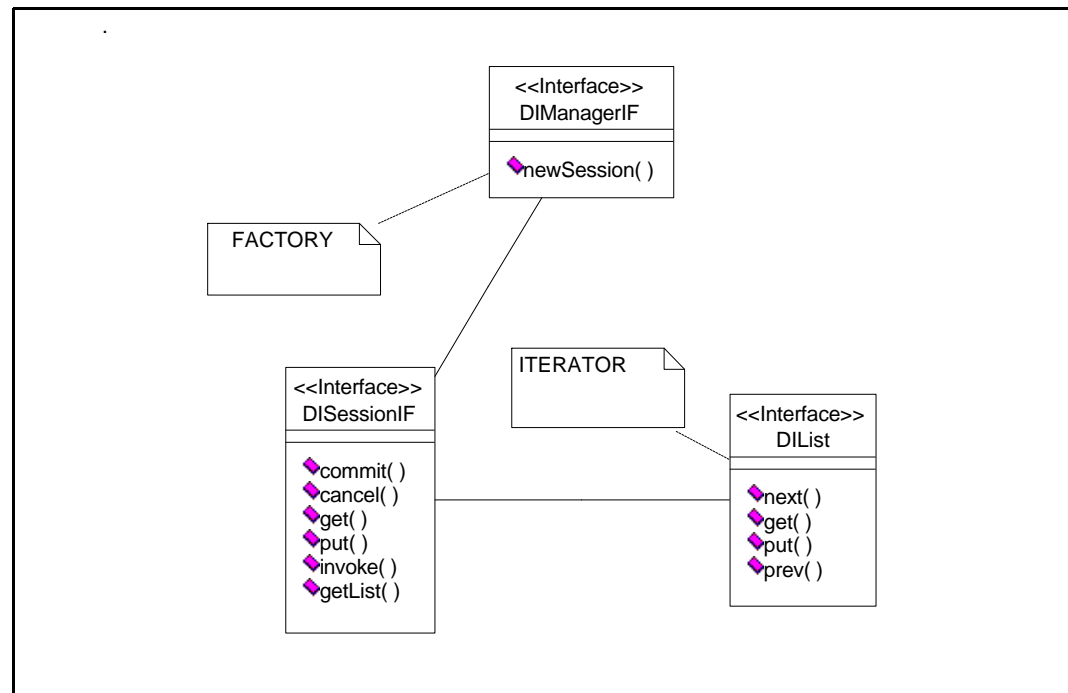 .
<<Interface>>
DIManagerIF
newSession( )
FACTORY
ITERATOR
<<Interface>>
DISessionIF
commit( )
cancel( )
get( )
put( )
invoke( )
getList( )
<<Interface>>
DIList
next( )
get( )
put( )
prev( )